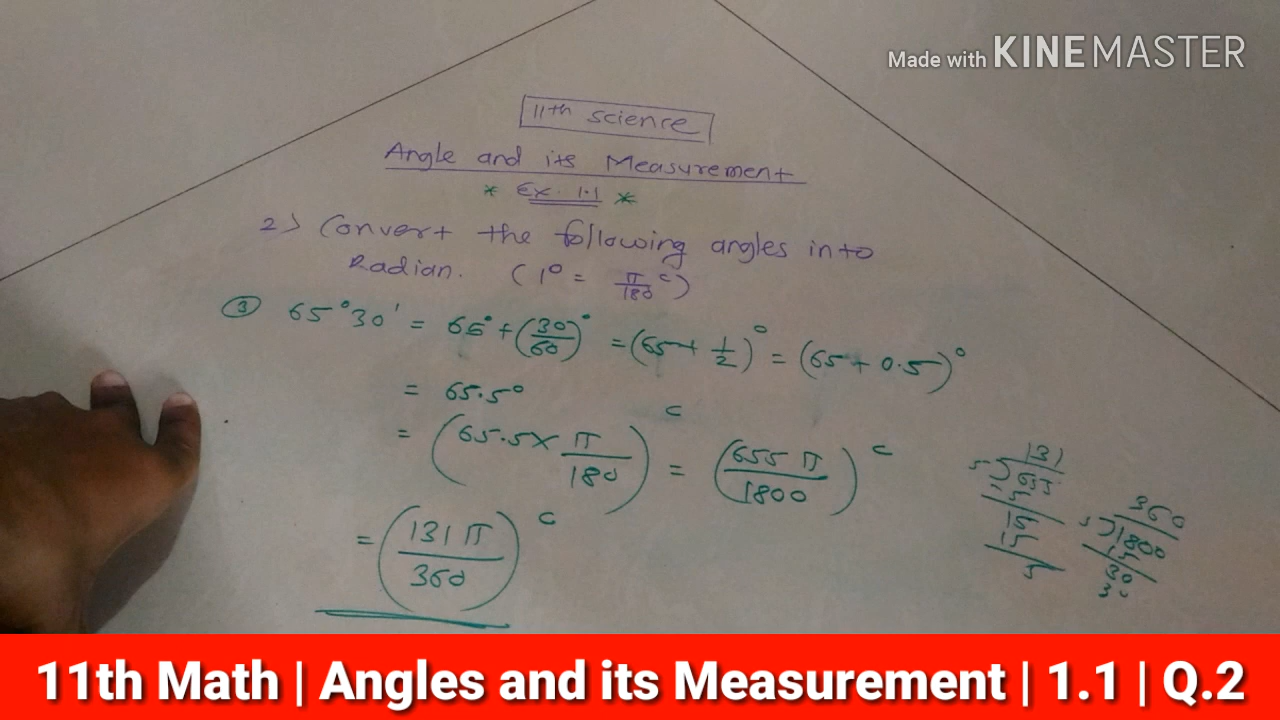 Made with KINEMASTER
11th Science
Angle and its Measurement
* Ex. 1.1 *
2) Convert the following angles into
Radian. (1° = π/180 ᶜ)
③ 65°30' = 65° + (30/60)° = (65 + 1/2)° = (65 + 0.5)°
= 65.5°
= (65.5 × π/180)ᶜ = (655 π/1800)ᶜ
= (131 π/360)ᶜ
11th Math | Angles and its Measurement | 1.1 | Q.2